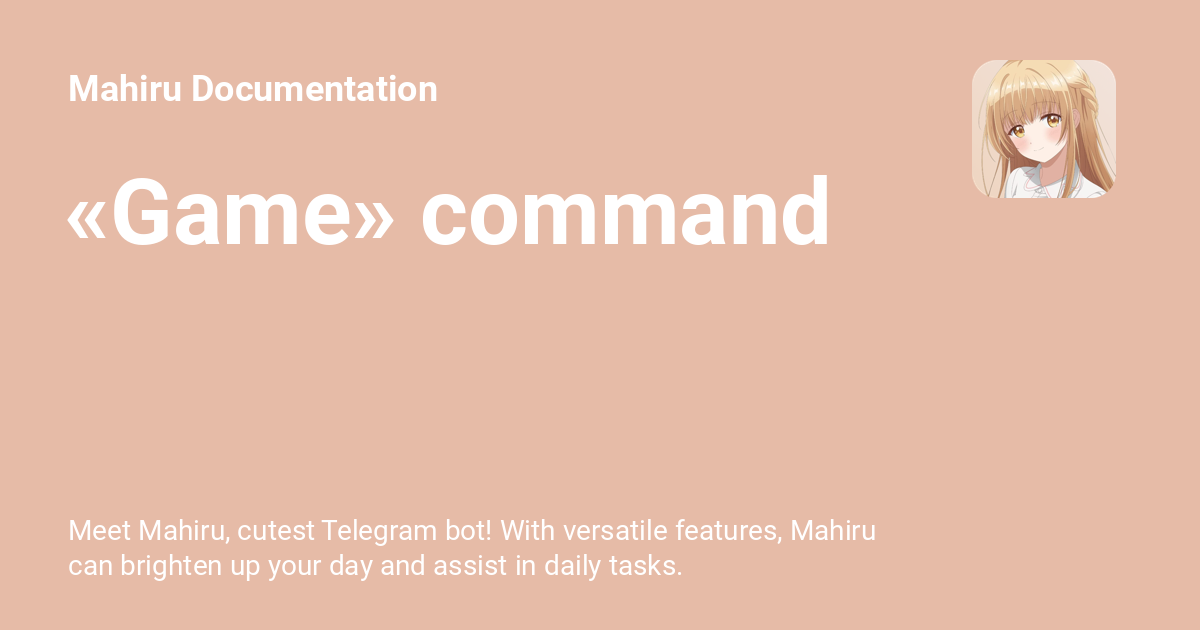 Mahiru Documentation
«Game» command
Meet Mahiru, cutest Telegram bot! With versatile features, Mahiru
can brighten up your day and assist in daily tasks.